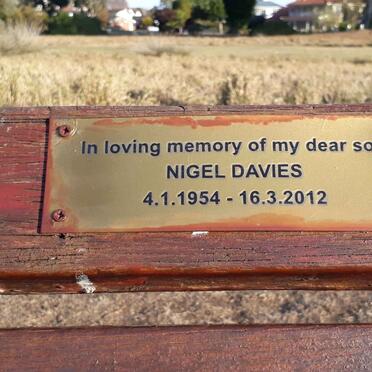 In loving memory of my dear so
NIGEL DAVIES
4.1.1954 - 16.3.2012